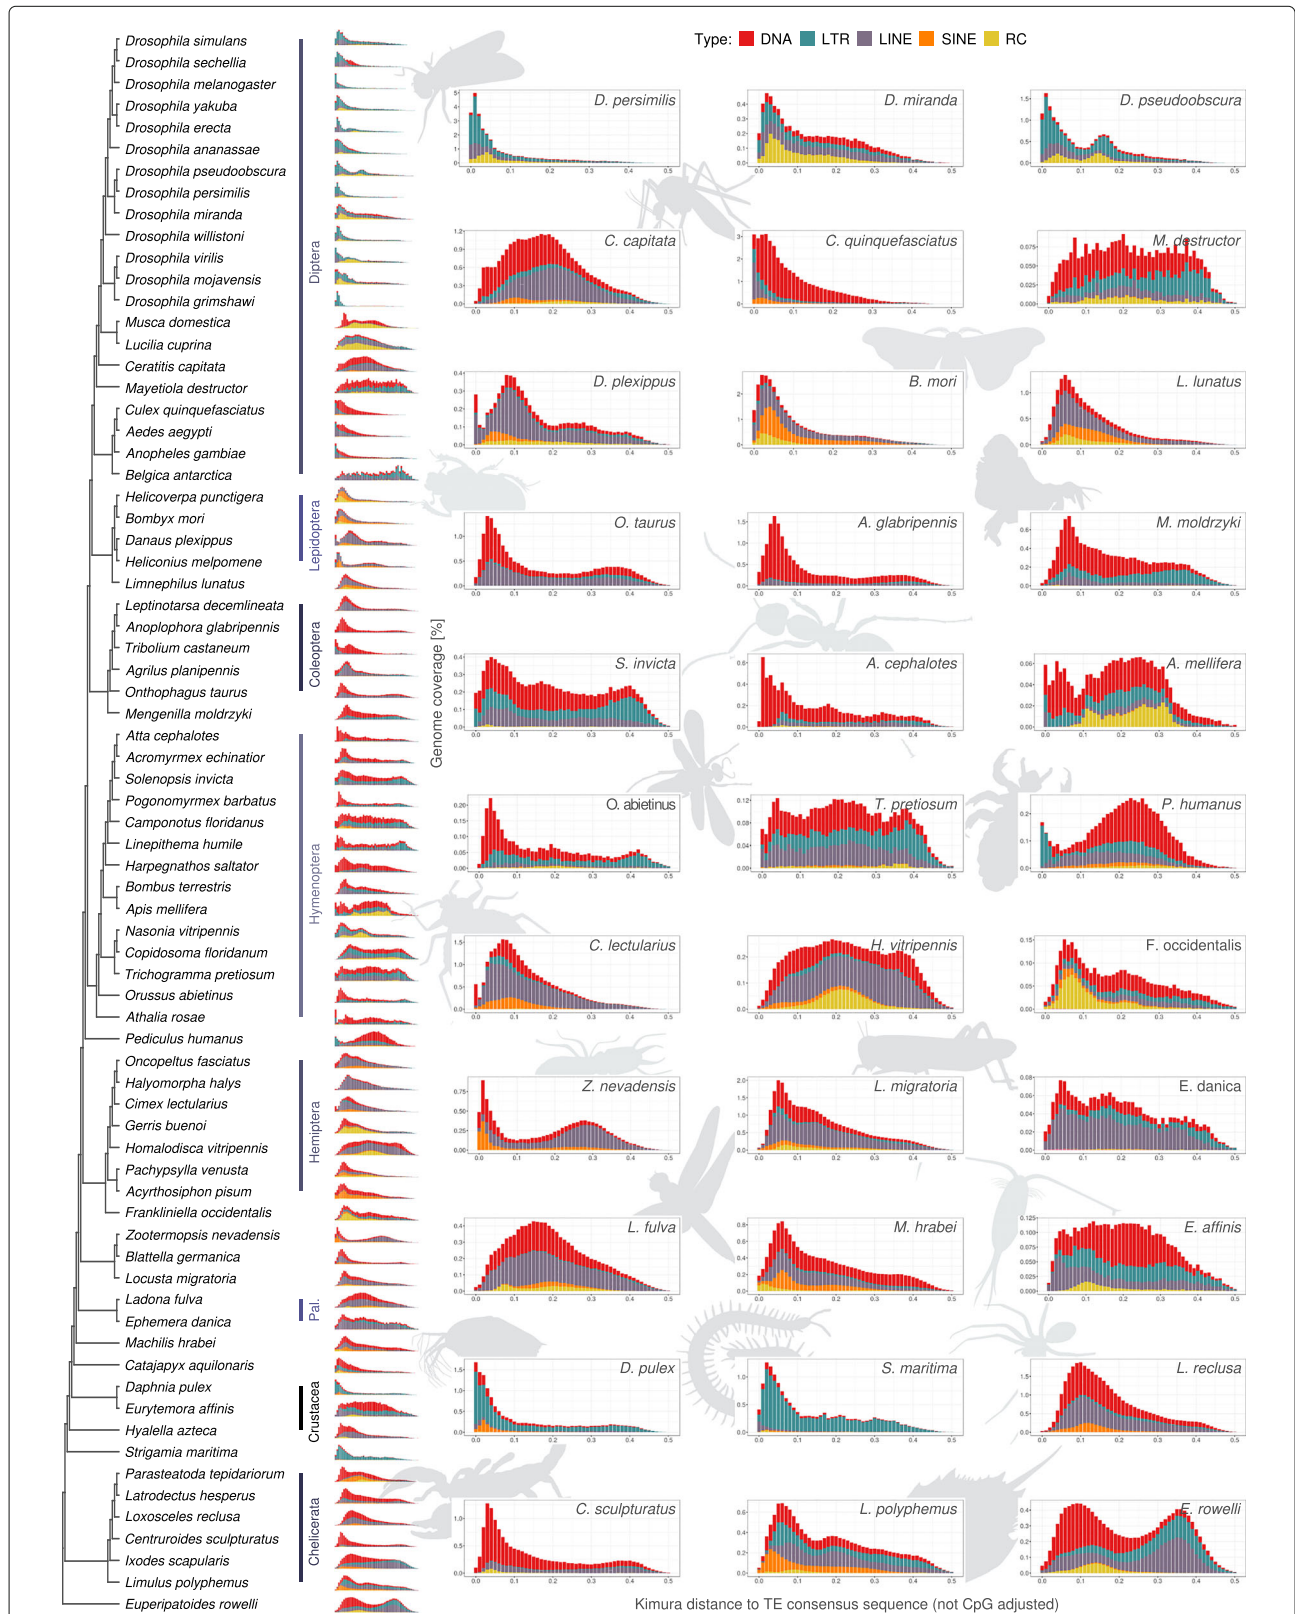 Type: DNA LTR LINE SINE RC
Drosophila simulans
Drosophila sechellia
Drosophila melanogaster
Drosophila yakuba
Drosophila erecta
Drosophila ananassae
Drosophila pseudoobscura
Drosophila persimilis
Drosophila miranda
Drosophila willistoni
Drosophila virilis
Drosophila mojavensis
Drosophila grimshawi
Musca domestica
Lucilia cuprina
Ceratitis capitata
Mayetiola destructor
Culex quinquefasciatus
Aedes aegypti
Anopheles gambiae
Belgica antarctica
Helicoverpa punctigera
Bombyx mori
Danaus plexippus
Heliconius melpomene
Limnephilus lunatus
Leptinotarsa decemlineata
Anoplophora glabripennis
Tribolium castaneum
Agrilus planipennis
Onthophagus taurus
Mengenilla moldrzyki
Atta cephalotes
Acromyrmex echinatior
Solenopsis invicta
Pogonomyrmex barbatus
Camponotus floridanus
Linepithema humile
Harpegnathos saltator
Bombus terrestris
Apis mellifera
Nasonia vitripennis
Copidosoma floridanum
Trichogramma pretiosum
Orussus abietinus
Athalia rosae
Pediculus humanus
Oncopeltus fasciatus
Halyomorpha halys
Cimex lectularius
Gerris buenoi
Homalodisca vitripennis
Pachypsylla venusta
Acyrthosiphon pisum
Frankliniella occidentalis
Zootermopsis nevadensis
Blattella germanica
Locusta migratoria
Ladona fulva
Ephemera danica
Machilis hrabei
Catajapyx aquilonaris
Daphnia pulex
Eurytemora affinis
Hyalella azteca
Strigamia maritima
Parasteatoda tepidariorum
Latrodectus hesperus
Loxosceles reclusa
Centruroides sculpturatus
Ixodes scapularis
Limulus polyphemus
Euperipatoides rowelli
Diptera
Lepidoptera
Coleoptera
Hymenoptera
Hemiptera
Pal.
Crustacea
Chelicerata
Genome coverage [%]
D. persimilis
D. miranda
D. pseudoobscura
C. capitata
C. quinquefasciatus
M. destructor
D. plexippus
B. mori
L. lunatus
O. taurus
A. glabripennis
M. moldrzyki
S. invicta
A. cephalotes
A. mellifera
O. abietinus
T. pretiosum
P. humanus
C. lectularius
H. vitripennis
F. occidentalis
Z. nevadensis
L. migratoria
E. danica
L. fulva
M. hrabei
E. affinis
D. pulex
S. maritima
L. reclusa
C. sculpturatus
L. polyphemus
E. rowelli
Kimura distance to TE consensus sequence (not CpG adjusted)